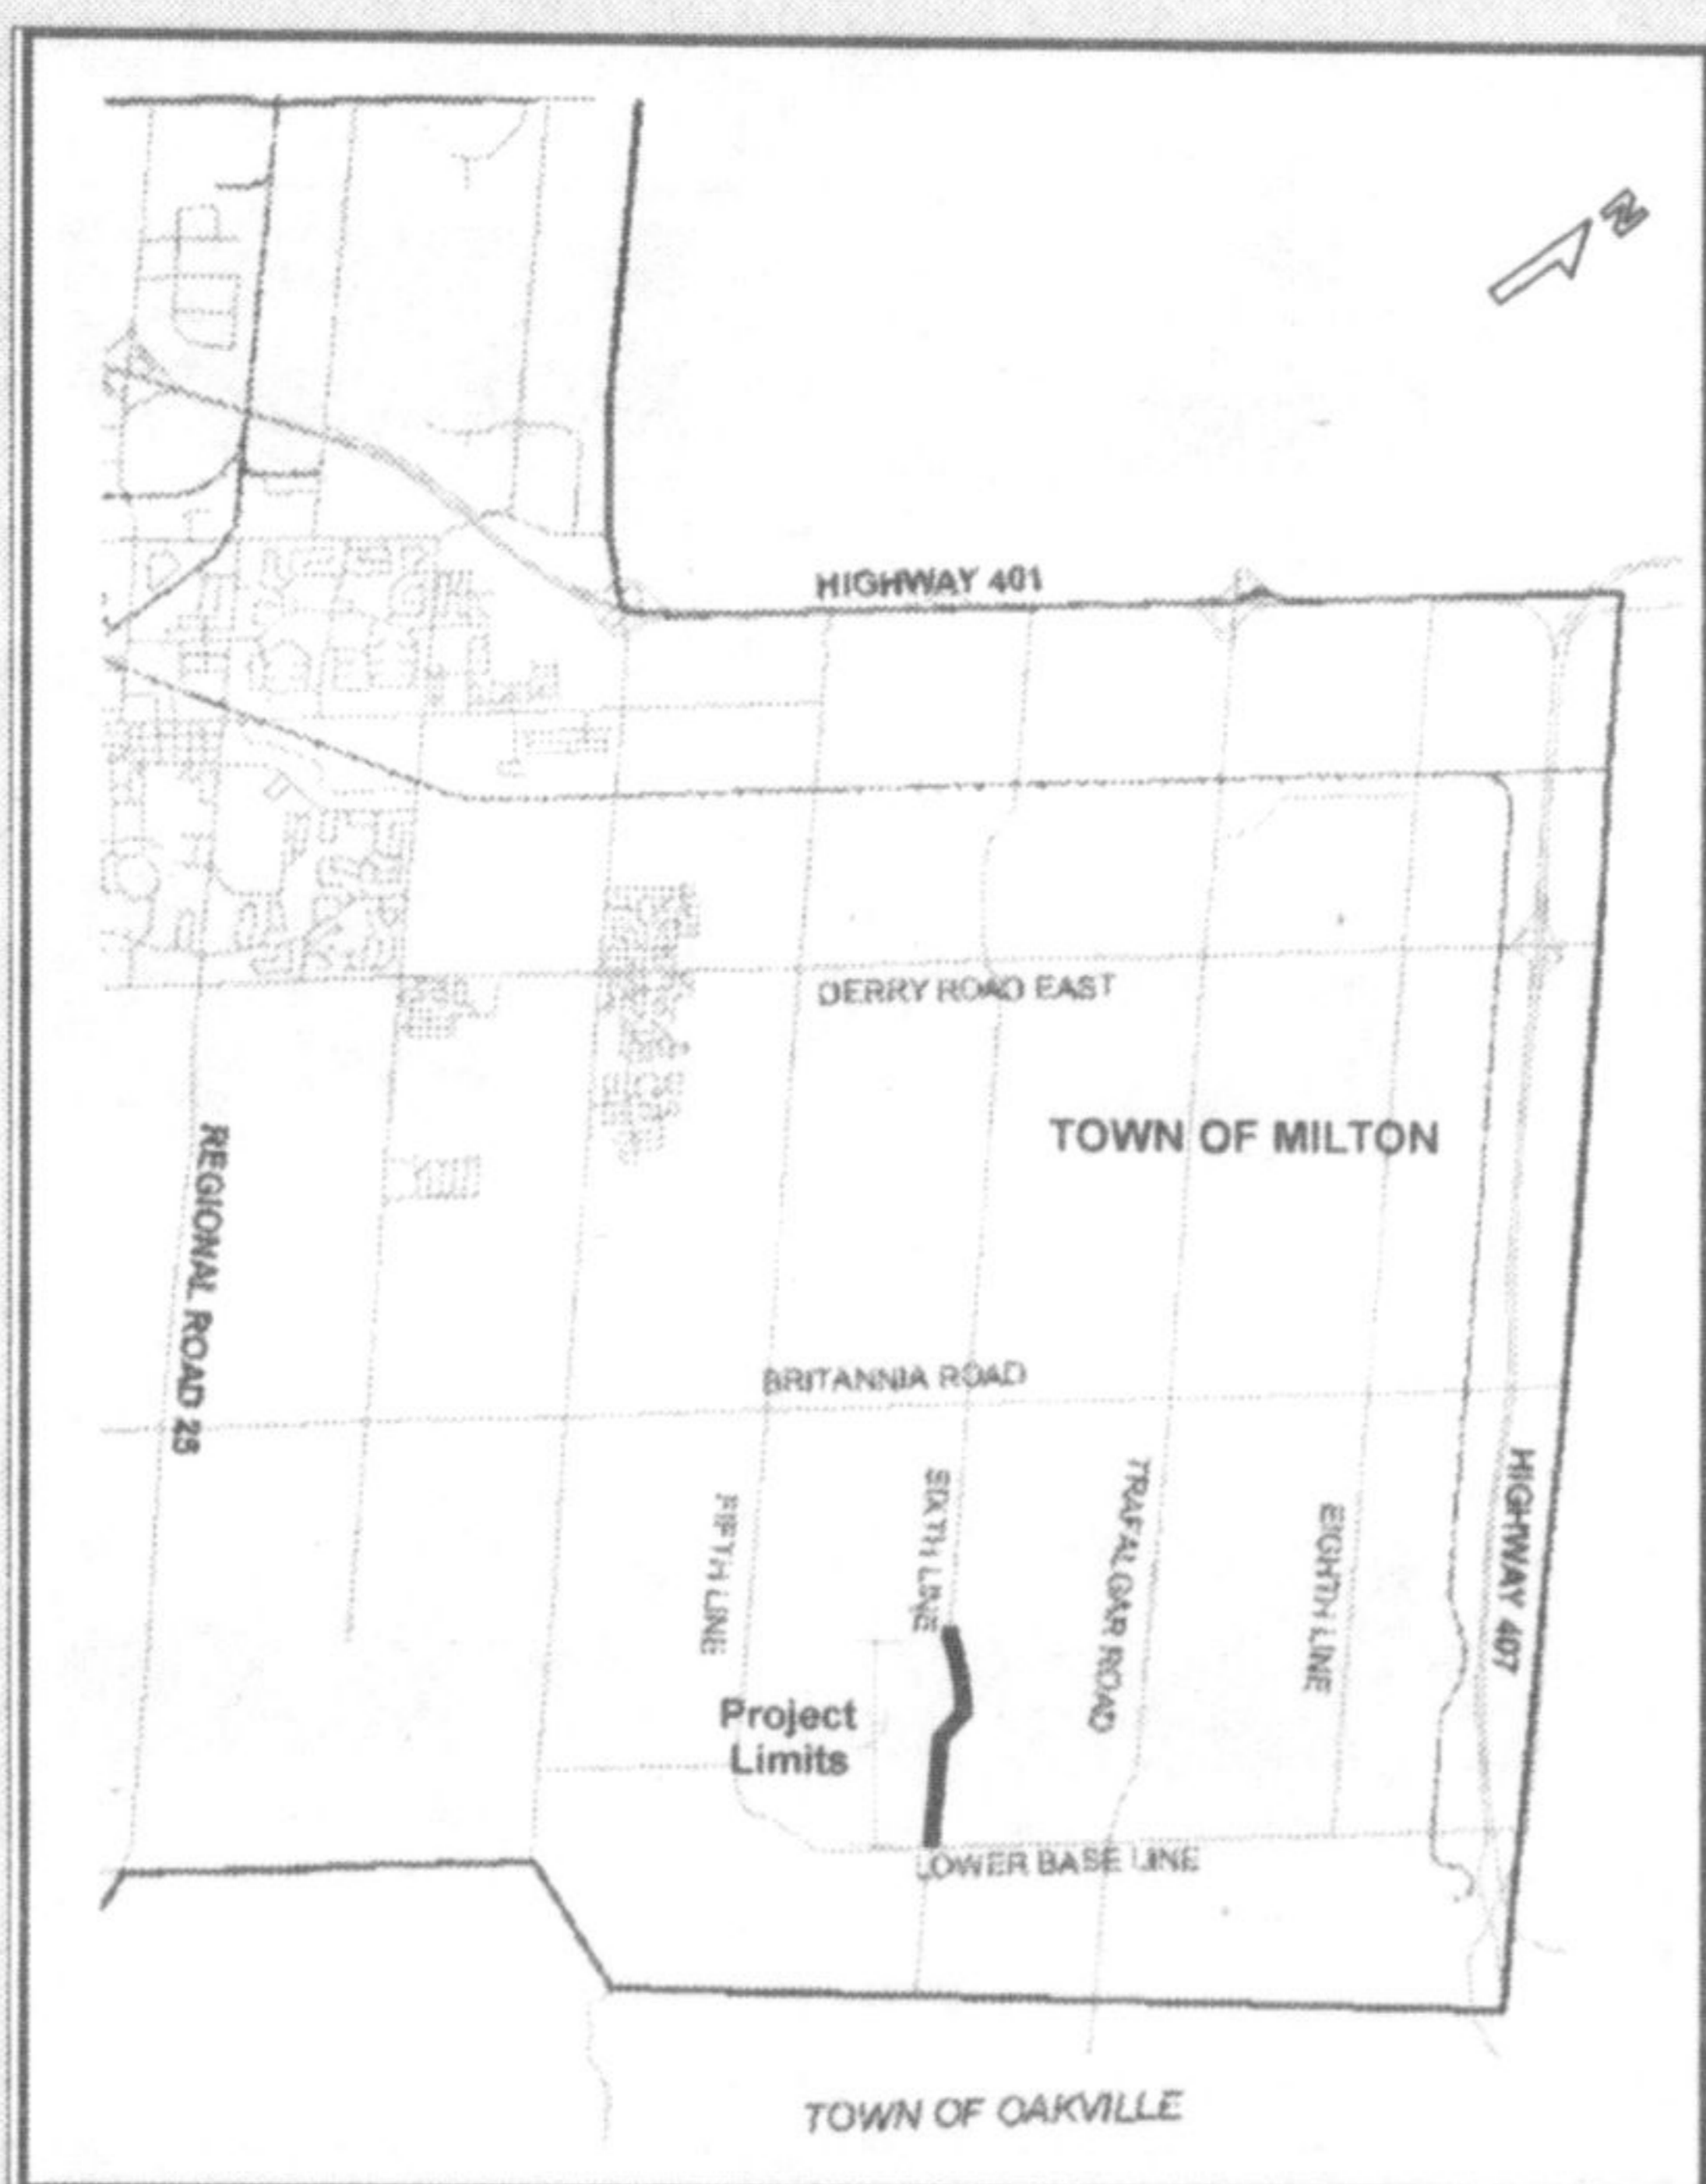 N
HIGHWAY 401
DERRY ROAD EAST
TOWN OF MILTON
REGIONAL ROAD 25
BRITANNIA ROAD
FIFTH LINE
SIXTH LINE
TRAFALGAR ROAD
EIGHTH LINE
HIGHWAY 407
Project
Limits
LOWER BASE LINE
TOWN OF OAKVILLE